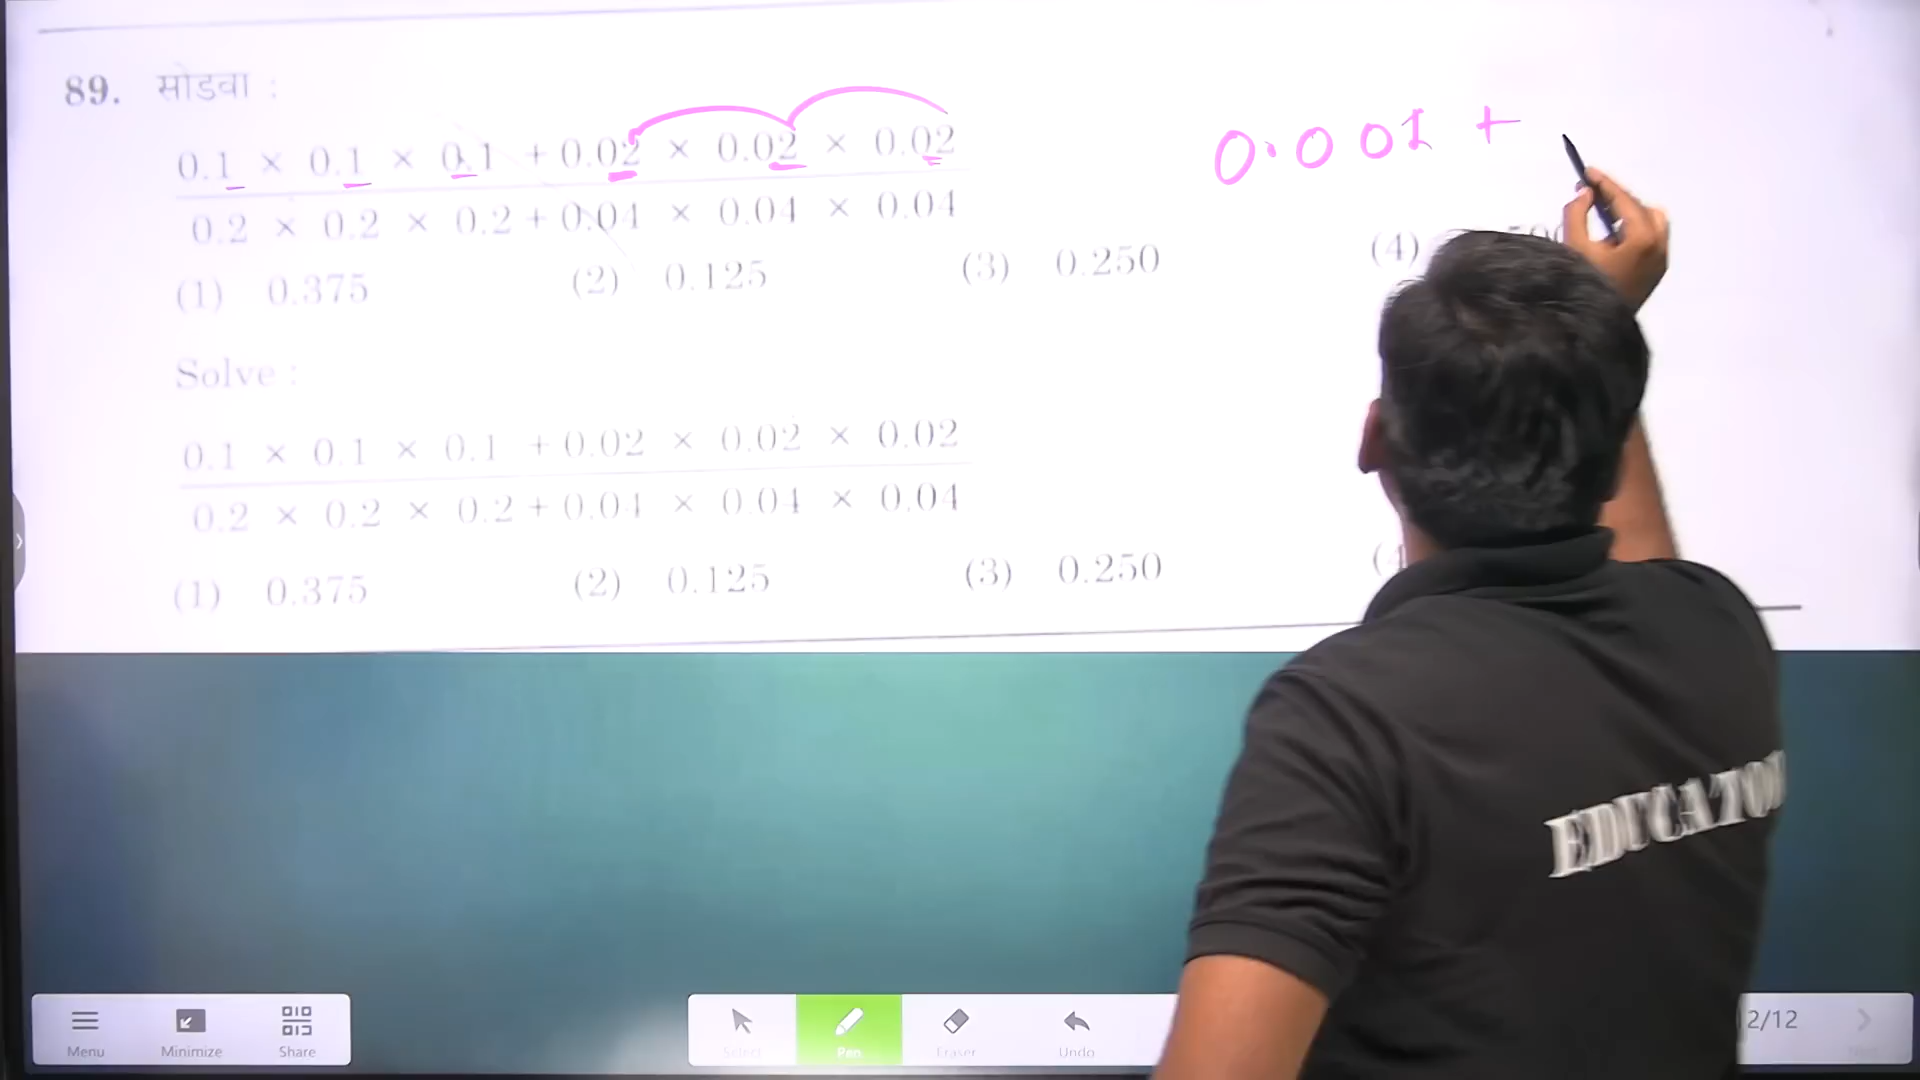 89. सोडवा :
0.1 × 0.1 × 0.1 + 0.02 × 0.02 × 0.02
0.2 × 0.2 × 0.2 + 0.04 × 0.04 × 0.04
(1) 0.375 (2) 0.125 (3) 0.250 (4)
0.001 +
Solve :
0.1 × 0.1 × 0.1 + 0.02 × 0.02 × 0.02
0.2 × 0.2 × 0.2 + 0.04 × 0.04 × 0.04
(1) 0.375 (2) 0.125 (3) 0.250
EDUCATOR
Menu Minimize Share Select Pen Eraser Undo 2/12